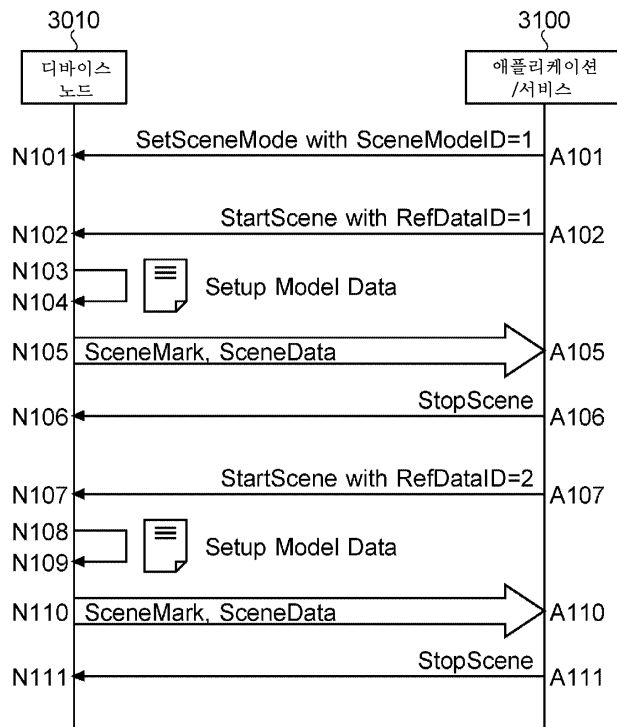 3010
3100
디바이스
노드
애플리케이션
/서비스
SetSceneMode with SceneModeID=1
N101
A101
StartScene with RefDataID=1
N102
A102
N103
N104
Setup Model Data
N105
SceneMark, SceneData
A105
StopScene
N106
A106
StartScene with RefDataID=2
N107
A107
N108
N109
Setup Model Data
N110
SceneMark, SceneData
A110
StopScene
N111
A111